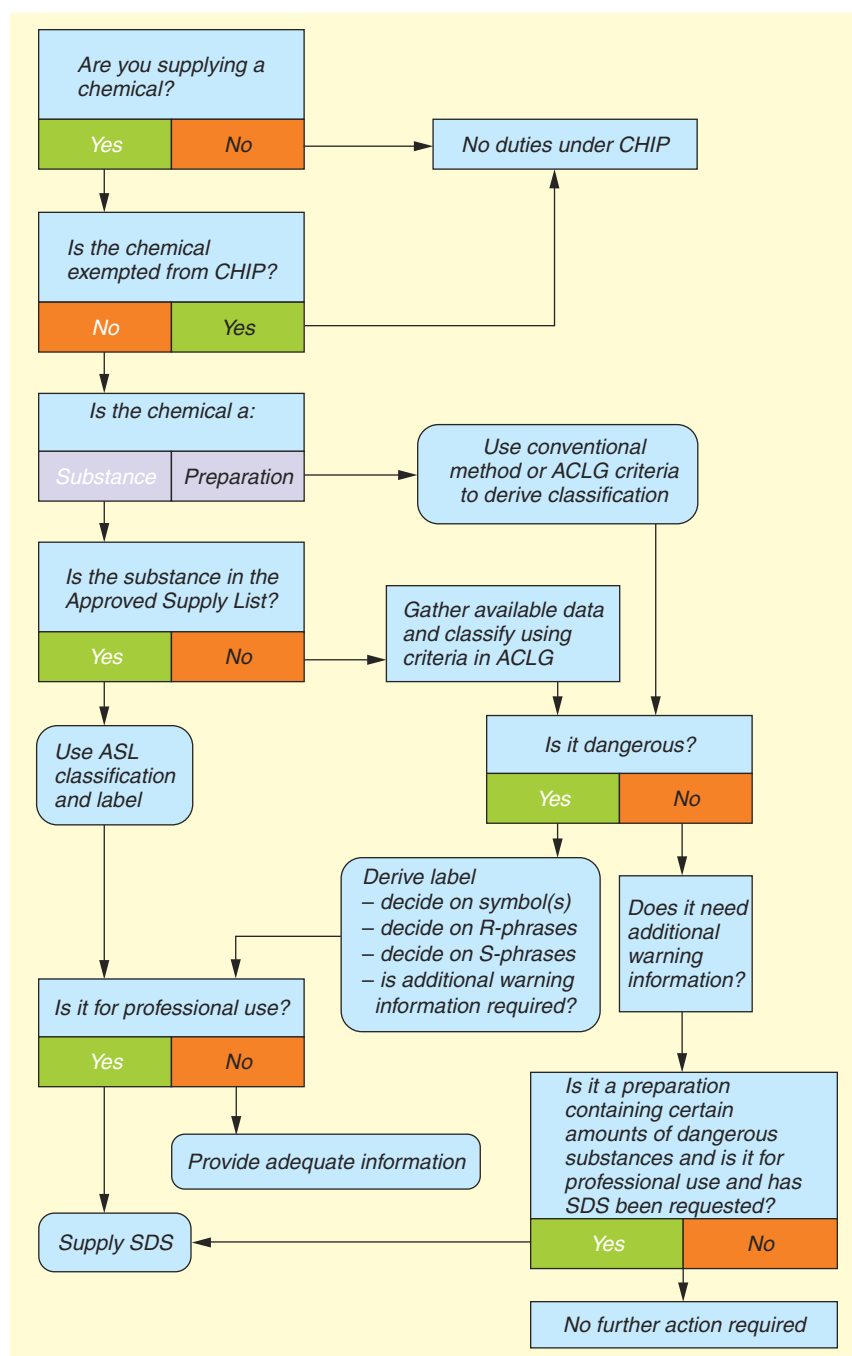 Are you supplying a
chemical?
Yes
No
No duties under CHIP
Is the chemical
exempted from CHIP?
No
Yes
Is the chemical a:
Substance
Preparation
Use conventional
method or ACLG criteria
to derive classification
Is the substance in the
Approved Supply List?
Yes
No
Gather available data
and classify using
criteria in ACLG
Use ASL
classification
and label
Is it dangerous?
Yes
No
Derive label
– decide on symbol(s)
– decide on R-phrases
– decide on S-phrases
– is additional warning
information required?
Does it need
additional
warning
information?
Is it for professional use?
Yes
No
Provide adequate information
Is it a preparation
containing certain
amounts of dangerous
substances and is it for
professional use and has
SDS been requested?
Yes
No
Supply SDS
No further action required